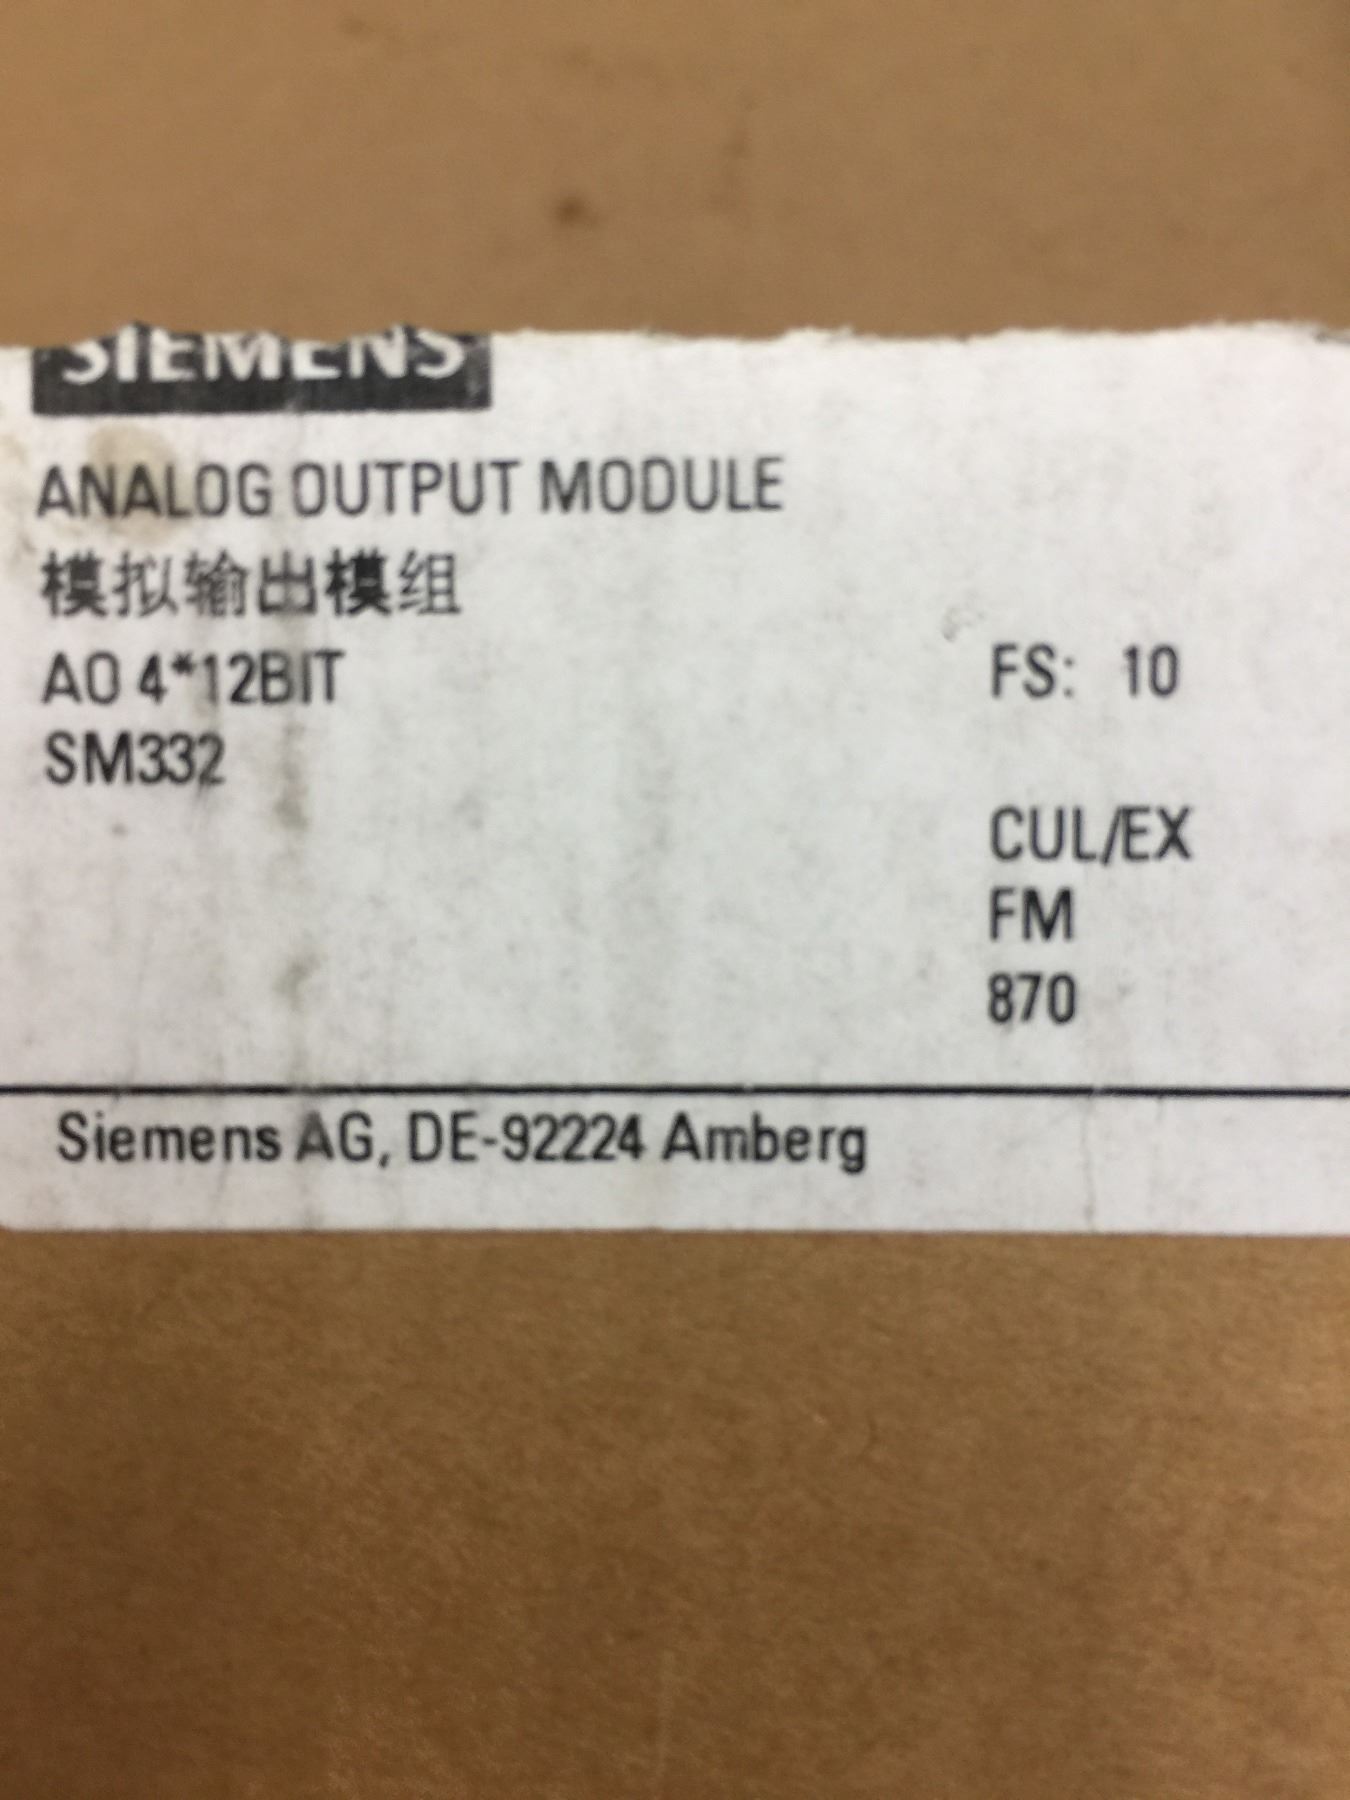 SIEMENS
ANALOG OUTPUT MODULE
模拟输出模组
AO 4*12BIT
FS: 10
SM332
CUL/EX
FM
870
Siemens AG, DE-92224 Amberg